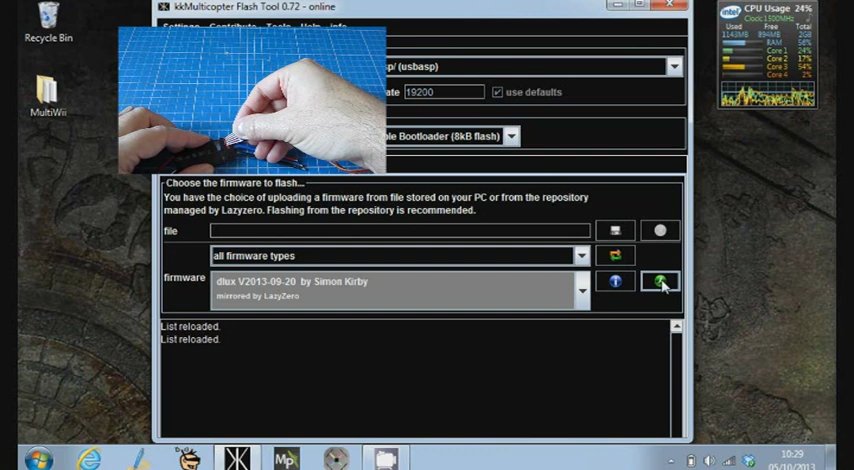 kkMulticopter Flash Tool 0.72 - online
Recycle Bin
CPU Usage 24%
intel
Clock:1500MHz
Used Free Total
1143MB 894MB 2GB
RAM 56%
Core 1 24%
Core 2 17%
Core 3 54%
Core 4 2%
Settings Contribute Tools Help info
p/ (usbasp)
ate 19200 use defaults
MultiWii
le Bootloader (8kB flash)
Choose the firmware to flash...
You have the choice of uploading a firmware from file stored on your PC or from the repository
managed by Lazyzero. Flashing from the repository is recommended.
file
all firmware types
firmware
dlux V2013-09-20 by Simon Kirby
mirrored by LazyZero
List reloaded.
List reloaded.
Mp
10:29
05/10/2013